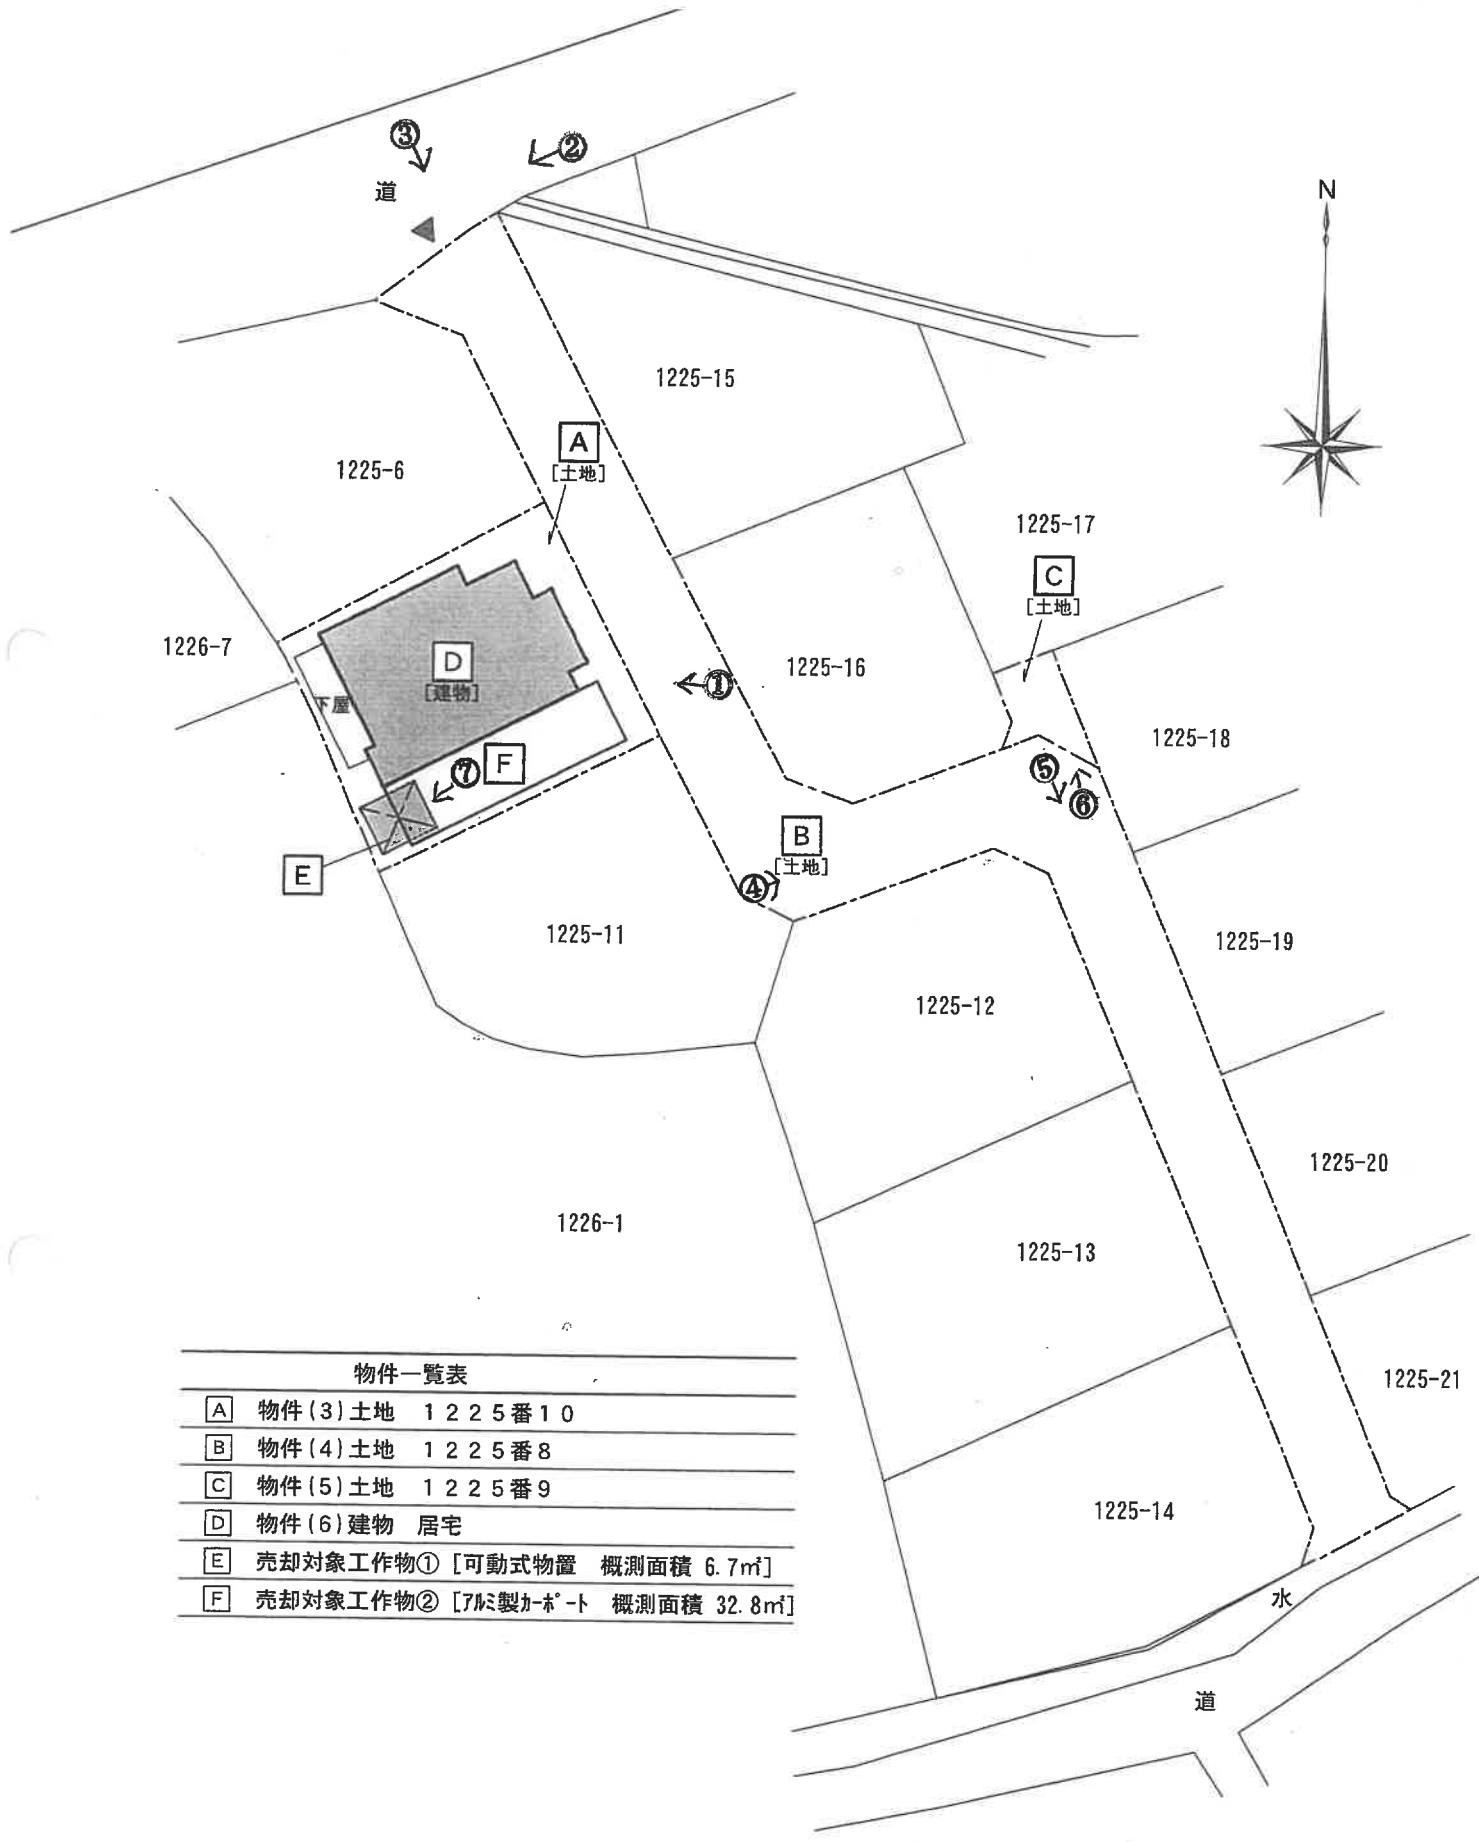 ③
②
道
N
1225-15
A
[土地]
1225-6
1225-17
C
[土地]
1226-7
D
[建物]
下屋
①
1225-16
1225-18
⑦
F
⑤
⑥
B
[土地]
E
④
1225-11
1225-19
1225-12
1225-20
1226-1
1225-13
1225-21
物件一覧表
A 物件(3)土地 1225番10
B 物件(4)土地 1225番8
C 物件(5)土地 1225番9
D 物件(6)建物 居宅
E 売却対象工作物① [可動式物置 概測面積 6.7㎡]
F 売却対象工作物② [ｱﾙﾐ製ｶｰﾎﾟｰﾄ 概測面積 32.8㎡]
1225-14
水
道